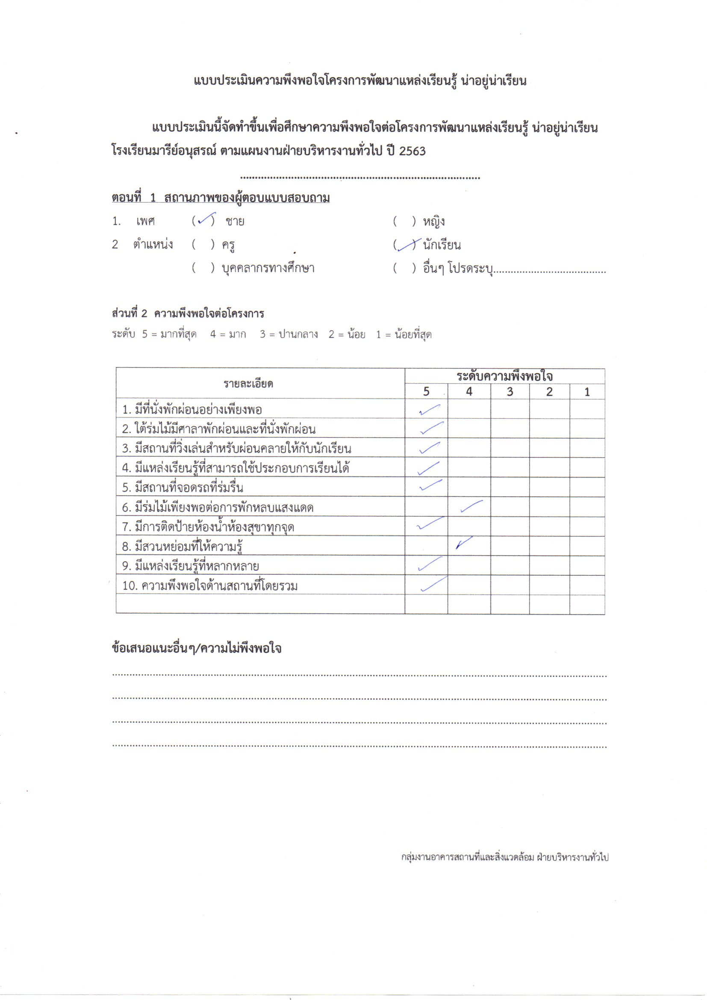 แบบประเมินความพึงพอใจโครงการพัฒนาแหล่งเรียนรู้ น่าอยู่น่าเรียน
แบบประเมินนี้จัดทำขึ้นเพื่อศึกษาความพึงพอใจต่อโครงการพัฒนาแหล่งเรียนรู้ น่าอยู่น่าเรียน
โรงเรียนมารีย์อนุสรณ์ ตามแผนงานฝ่ายบริหารงานทั่วไป ปี 2563
................................................................................
ตอนที่ 1 สถานภาพของผู้ตอบแบบสอบถาม
1. เพศ (✓) ชาย ( ) หญิง
2 ตำแหน่ง ( ) ครู (✓) นักเรียน
( ) บุคคลากรทางศึกษา ( ) อื่นๆ โปรดระบุ.......................................
ส่วนที่ 2 ความพึงพอใจต่อโครงการ
ระดับ 5 = มากที่สุด 4 = มาก 3 = ปานกลาง 2 = น้อย 1 = น้อยที่สุด
รายละเอียด ระดับความพึงพอใจ
5 4 3 2 1
1. มีที่นั่งพักผ่อนอย่างเพียงพอ ✓
2. ใต้ร่มไม้มีศาลาพักผ่อนและที่นั่งพักผ่อน ✓
3. มีสถานที่วิ่งเล่นสำหรับผ่อนคลายให้กับนักเรียน ✓
4. มีแหล่งเรียนรู้ที่สามารถใช้ประกอบการเรียนได้ ✓
5. มีสถานที่จอดรถที่ร่มรื่น ✓
6. มีร่มไม้เพียงพอต่อการพักหลบแสงแดด ✓
7. มีการติดป้ายห้องน้ำห้องสุขาทุกจุด ✓
8. มีสวนหย่อมที่ให้ความรู้ ✓
9. มีแหล่งเรียนรู้ที่หลากหลาย ✓
10. ความพึงพอใจด้านสถานที่โดยรวม ✓
ข้อเสนอแนะอื่นๆ/ความไม่พึงพอใจ
กลุ่มงานอาคารสถานที่และสิ่งแวดล้อม ฝ่ายบริหารงานทั่วไป